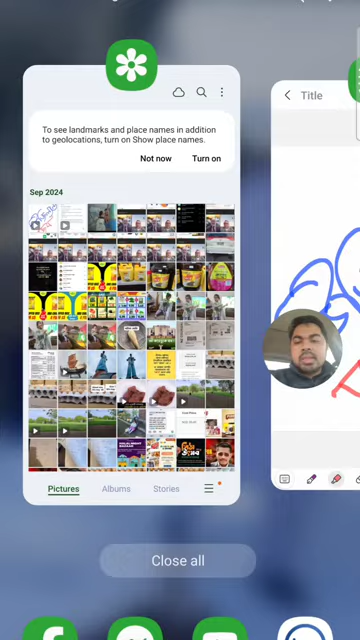 Title
To see landmarks and place names in addition
to geolocations, turn on Show place names.
Not now
Turn on
Sep 2024
Pictures
Albums
Stories
Close all